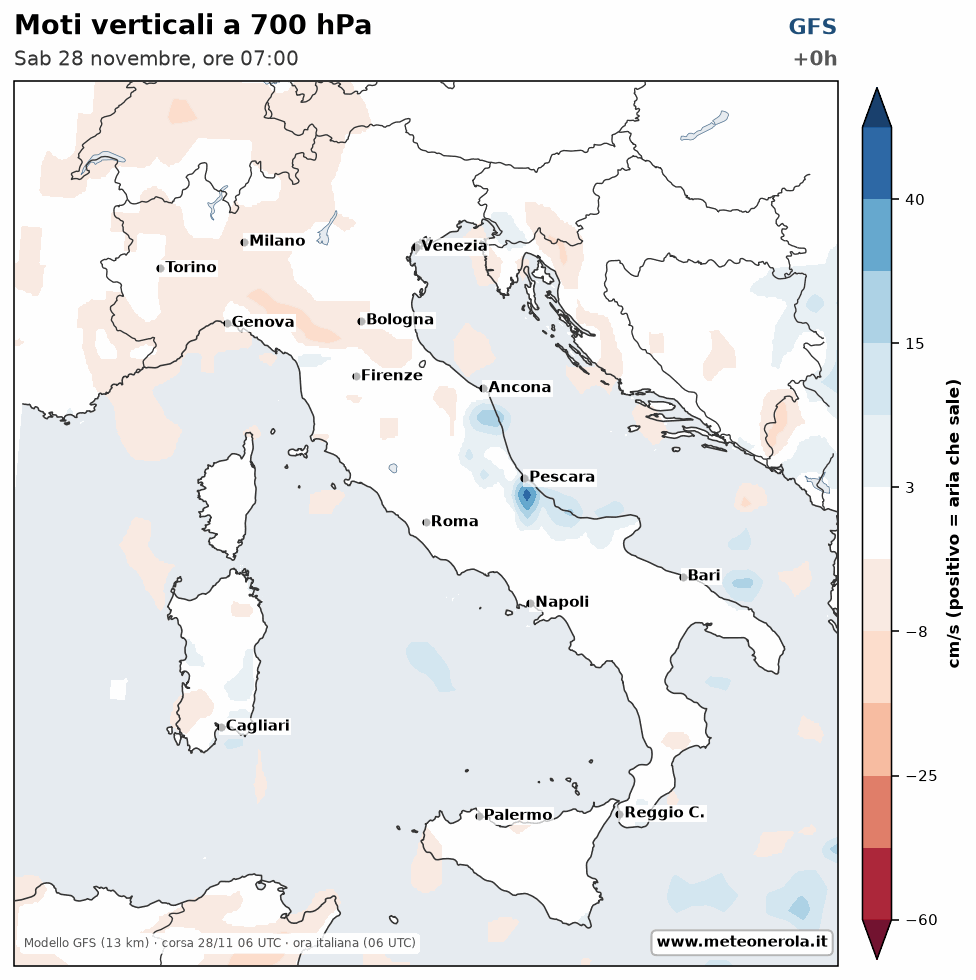 Moti verticali a 700 hPa
GFS
Sab 28 novembre, ore 07:00
+0h
Milano
Venezia
Torino
Genova
Bologna
Firenze
Ancona
Pescara
Roma
Bari
Napoli
Cagliari
Palermo
Reggio C.
40
15
3
−8
−25
−60
cm/s (positivo = aria che sale)
Modello GFS (13 km) · corsa 28/11 06 UTC · ora italiana (06 UTC)
www.meteonerola.it